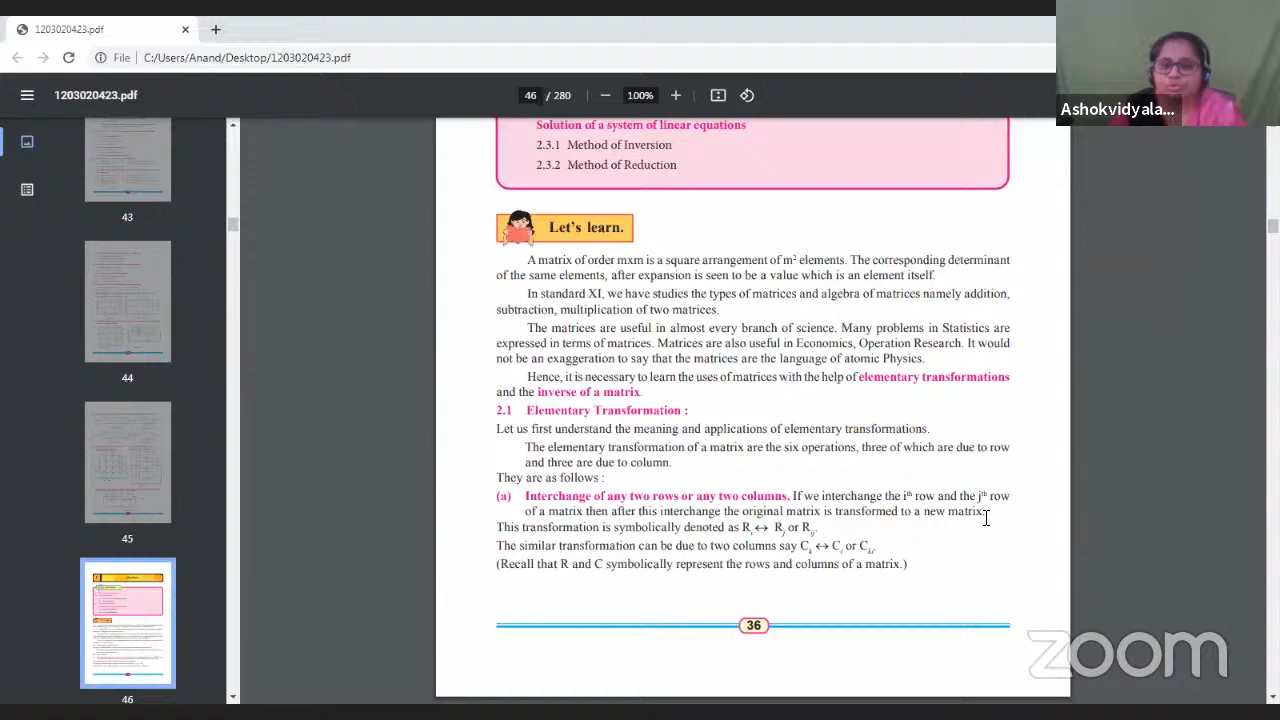 1203020423.pdf
File | C:/Users/Anand/Desktop/1203020423.pdf
1203020423.pdf
46 / 280
100%
Ashokvidyala...
Solution of a system of linear equations
2.3.1 Method of Inversion
2.3.2 Method of Reduction
Let's learn.
A matrix of order mxm is a square arrangement of m² elements. The corresponding determinant
of the same elements, after expansion is seen to be a value which is an element itself.
In standard XI, we have studies the types of matrices and algebra of matrices namely addition,
subtraction, multiplication of two matrices.
The matrices are useful in almost every branch of science. Many problems in Statistics are
expressed in terms of matrices. Matrices are also useful in Economics, Operation Research. It would
not be an exaggeration to say that the matrices are the language of atomic Physics.
Hence, it is necessary to learn the uses of matrices with the help of elementary transformations
and the inverse of a matrix.
2.1 Elementary Transformation :
Let us first understand the meaning and applications of elementary transformations.
The elementary transformation of a matrix are the six operations, three of which are due to row
and three are due to column.
They are as follows :
(a) Interchange of any two rows or any two columns. If we interchange the iᵗʰ row and the jᵗʰ row
of a matrix then after this interchange the original matrix is transformed to a new matrix.
This transformation is symbolically denoted as Rᵢ ↔ Rⱼ or Rᵢⱼ.
The similar transformation can be due to two columns say Cₖ ↔ Cₗ or Cₖₗ.
(Recall that R and C symbolically represent the rows and columns of a matrix.)
36
43
44
45
46
zoom